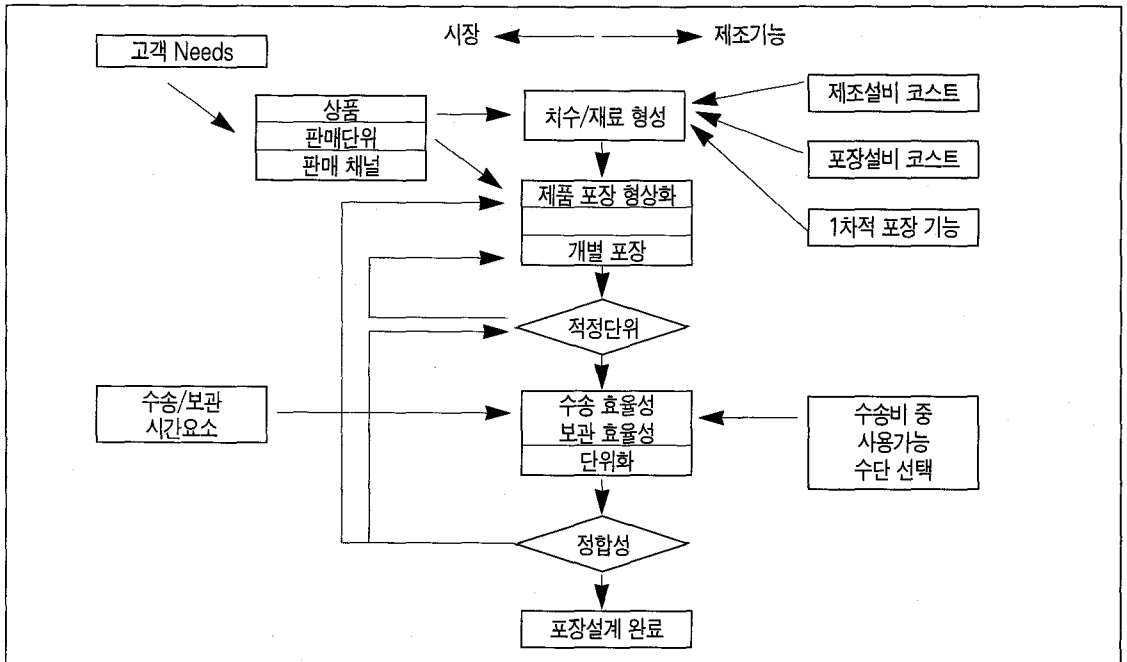 시장
제조기능
고객 Needs
상품
판매단위
판매 채널
치수/재료 형성
제조설비 코스트
포장설비 코스트
1차적 포장 기능
제품 포장 형상화
개별 포장
적정단위
수송/보관
시간요소
수송 효율성
보관 효율성
단위화
수송비 중
사용가능
수단 선택
정합성
포장설계 완료